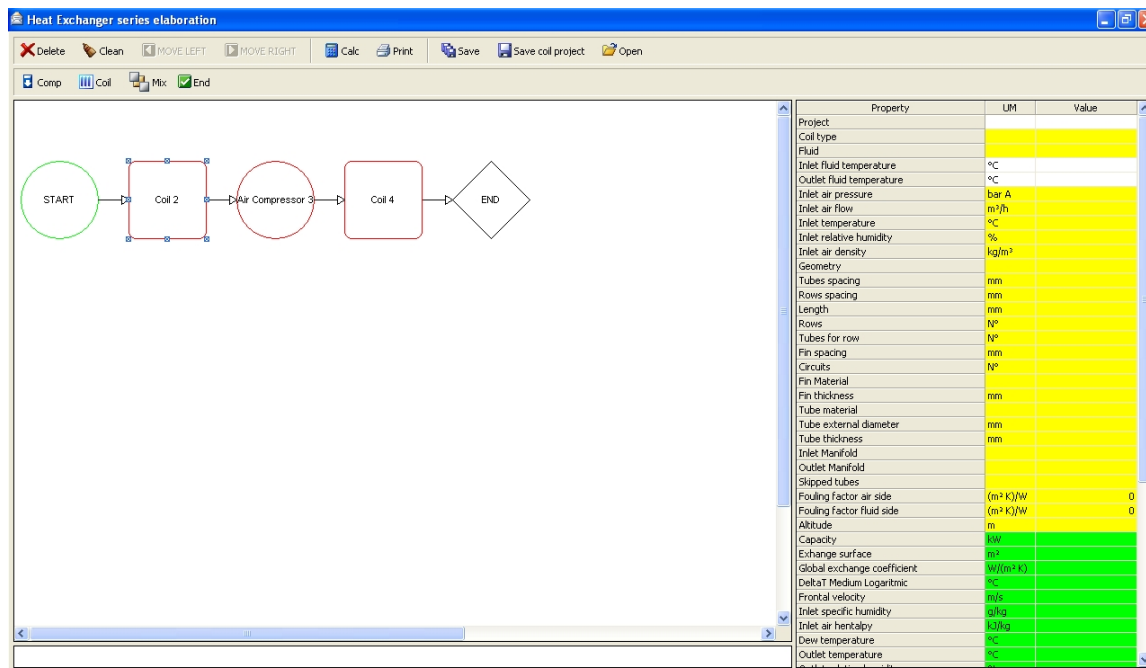 Heat Exchanger series elaboration
Delete Clean MOVE LEFT MOVE RIGHT Calc Print Save Save coil project Open
Comp Coil Mix End
START Coil 2 Air Compressor 3 Coil 4 END
Property UM Value
Project
Coil type
Fluid
Inlet fluid temperature °C
Outlet fluid temperature °C
Inlet air pressure bar A
Inlet air flow m³/h
Inlet temperature °C
Inlet relative humidity %
Inlet air density kg/m³
Geometry
Tubes spacing mm
Rows spacing mm
Length mm
Rows N°
Tubes for row N°
Fin spacing mm
Circuits N°
Fin Material
Fin thickness mm
Tube material
Tube external diameter mm
Tube thickness mm
Inlet Manifold
Outlet Manifold
Skipped tubes
Fouling factor air side (m² K)/W 0
Fouling factor fluid side (m² K)/W 0
Altitude m
Capacity kW
Exhange surface m²
Global exchange coefficient W/(m² K)
DeltaT Medium Logaritmic °C
Frontal velocity m/s
Inlet specific humidity g/kg
Inlet air hentalpy kJ/kg
Dew temperature °C
Outlet temperature °C